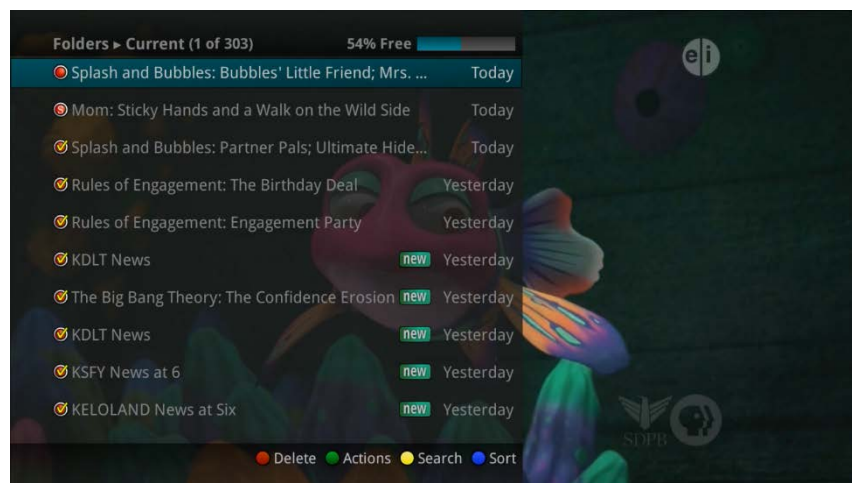 Folders ▸ Current (1 of 303) 54% Free
Splash and Bubbles: Bubbles' Little Friend; Mrs. ... Today
S Mom: Sticky Hands and a Walk on the Wild Side Today
Splash and Bubbles: Partner Pals; Ultimate Hide... Today
Rules of Engagement: The Birthday Deal Yesterday
Rules of Engagement: Engagement Party Yesterday
KDLT News new Yesterday
The Big Bang Theory: The Confidence Erosion new Yesterday
KDLT News new Yesterday
KSFY News at 6 new Yesterday
KELOLAND News at Six new Yesterday
Delete Actions Search Sort
e i
SDPB